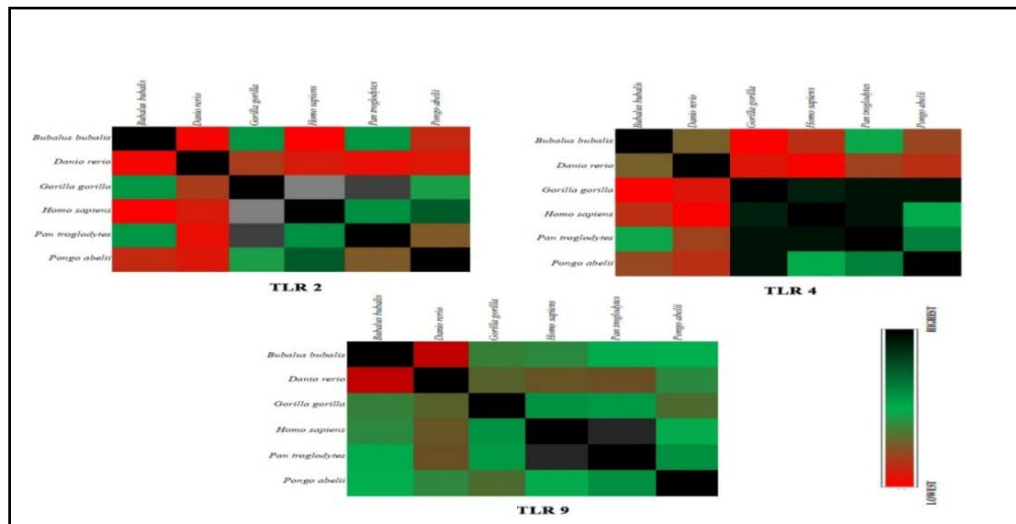 Bubalus bubalis
Danio rerio
Gorilla gorilla
Homo sapiens
Pan troglodytes
Pongo abelii
Bubalus bubalis
Danio rerio
Gorilla gorilla
Homo sapiens
Pan troglodytes
Pongo abelii
TLR 2
Bubalus bubalis
Danio rerio
Gorilla gorilla
Homo sapiens
Pan troglodytes
Pongo abelii
Bubalus bubalis
Danio rerio
Gorilla gorilla
Homo sapiens
Pan troglodytes
Pongo abelii
TLR 4
Bubalus bubalis
Danio rerio
Gorilla gorilla
Homo sapiens
Pan troglodytes
Pongo abelii
Bubalus bubalis
Danio rerio
Gorilla gorilla
Homo sapiens
Pan troglodytes
Pongo abelii
TLR 9
HIGHEST
LOWEST